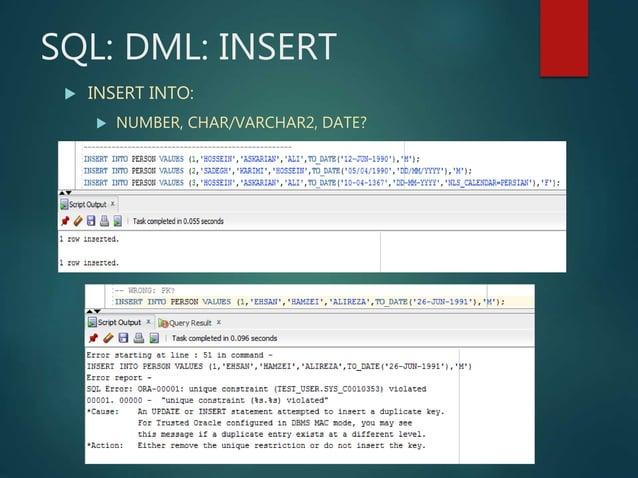 SQL: DML: INSERT
INSERT INTO:
NUMBER, CHAR/VARCHAR2, DATE?
INSERT INTO PERSON VALUES (1,'HOSSEIN','ASKARIAN','ALI',TO_DATE('12-JUN-1990'),'M');
INSERT INTO PERSON VALUES (2,'SADEGH','KARIMI','HOSSEIN',TO_DATE('05/04/1990','DD/MM/YYYY'),'M');
INSERT INTO PERSON VALUES (3,'HOSSEIN','ASKARIAN','ALI',TO_DATE('10-04-1367','DD-MM-YYYY','NLS_CALENDAR=PERSIAN'),'F');
Script Output x
Task completed in 0.055 seconds
1 row inserted.
1 row inserted.
-- WRONG: PK?
INSERT INTO PERSON VALUES (1,'EHSAN','HAMZEI','ALIREZA',TO_DATE('26-JUN-1991'),'M');
Script Output x Query Result x
Task completed in 0.096 seconds
Error starting at line : 51 in command -
INSERT INTO PERSON VALUES (1,'EHSAN','HAMZEI','ALIREZA',TO_DATE('26-JUN-1991'),'M')
Error report -
SQL Error: ORA-00001: unique constraint (TEST_USER.SYS_C0010353) violated
00001. 00000 - "unique constraint (%s.%s) violated"
*Cause: An UPDATE or INSERT statement attempted to insert a duplicate key.
For Trusted Oracle configured in DBMS MAC mode, you may see
this message if a duplicate entry exists at a different level.
*Action: Either remove the unique restriction or do not insert the key.